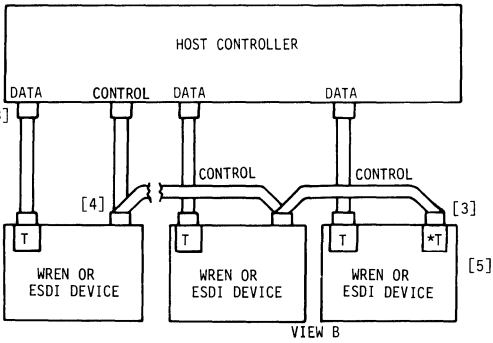 HOST CONTROLLER
DATA CONTROL DATA DATA
]
CONTROL CONTROL
[4] [3]
T T T *T
[5]
WREN OR ESDI DEVICE
WREN OR ESDI DEVICE
WREN OR ESDI DEVICE
VIEW B